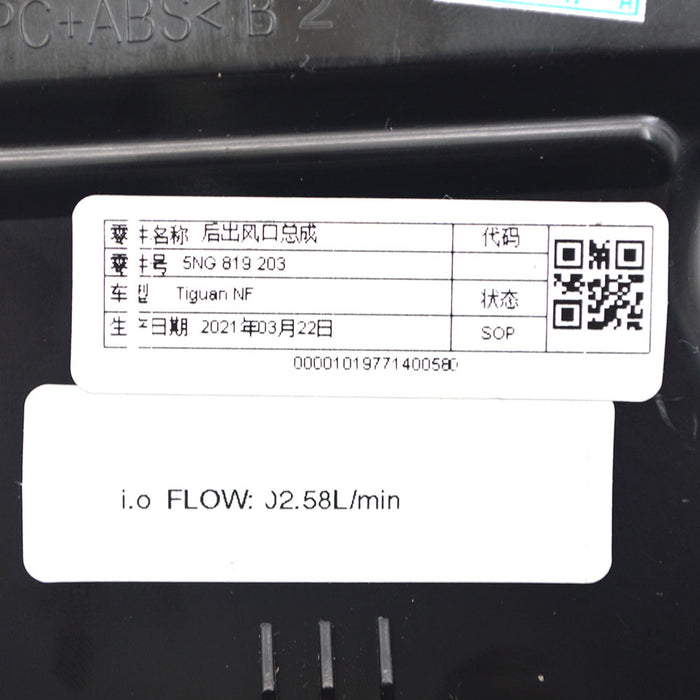 PC+ABS< B 2
零件名称 后出风口总成 代码
零件号 5NG 819 203
车型 Tiguan NF 状态
生产日期 2021年03月22日 SOP
00001019771400580
i.o FLOW: 02.58L/min